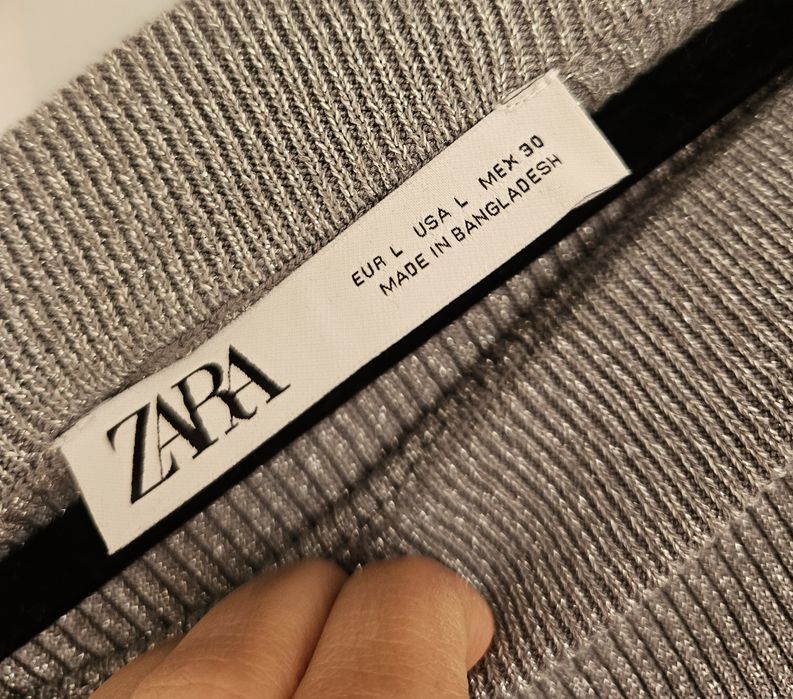 ZARA
EUR L USA L MEX 30
MADE IN BANGLADESH